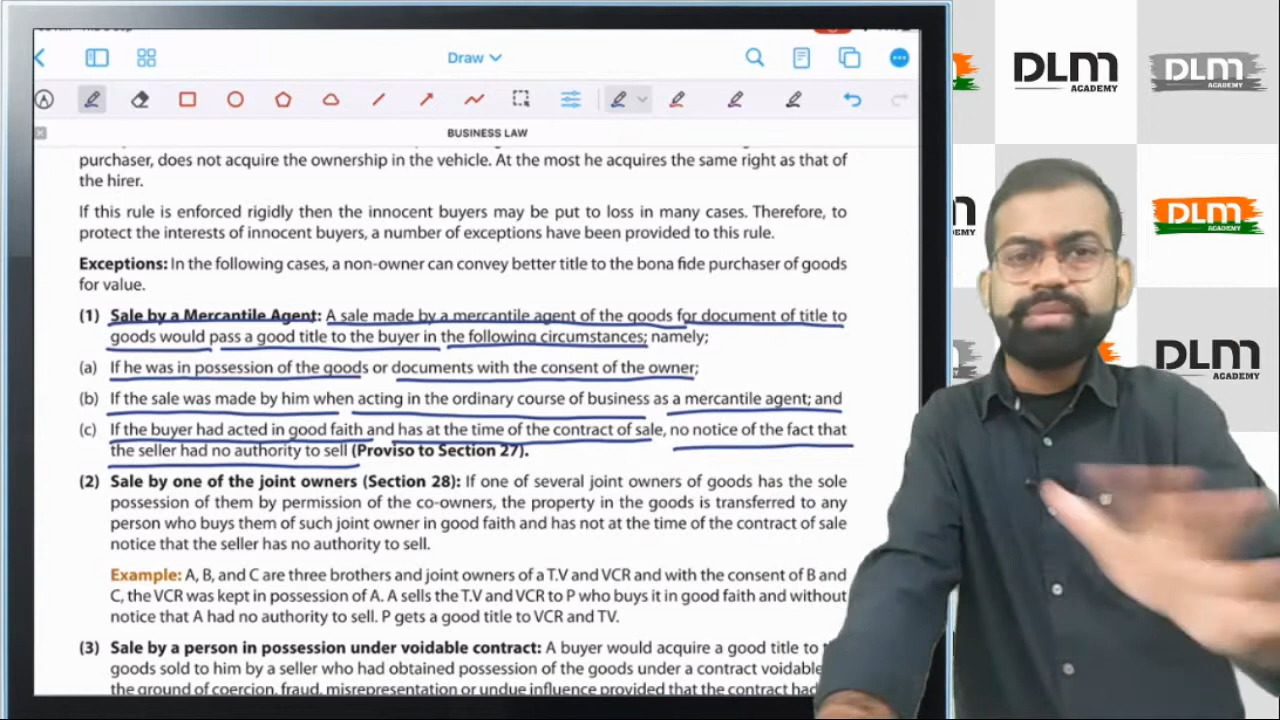 Draw
DLM
ACADEMY
DLM
ACADEMY
BUSINESS LAW
purchaser, does not acquire the ownership in the vehicle. At the most he acquires the same right as that of
the hirer.
If this rule is enforced rigidly then the innocent buyers may be put to loss in many cases. Therefore, to
protect the interests of innocent buyers, a number of exceptions have been provided to this rule.
Exceptions: In the following cases, a non-owner can convey better title to the bona fide purchaser of goods
for value.
(1) Sale by a Mercantile Agent: A sale made by a mercantile agent of the goods for document of title to
goods would pass a good title to the buyer in the following circumstances; namely;
(a) If he was in possession of the goods or documents with the consent of the owner;
(b) If the sale was made by him when acting in the ordinary course of business as a mercantile agent; and
(c) If the buyer had acted in good faith and has at the time of the contract of sale, no notice of the fact that
the seller had no authority to sell (Proviso to Section 27).
(2) Sale by one of the joint owners (Section 28): If one of several joint owners of goods has the sole
possession of them by permission of the co-owners, the property in the goods is transferred to any
person who buys them of such joint owner in good faith and has not at the time of the contract of sale
notice that the seller has no authority to sell.
Example: A, B, and C are three brothers and joint owners of a T.V and VCR and with the consent of B and
C, the VCR was kept in possession of A. A sells the T.V and VCR to P who buys it in good faith and without
notice that A had no authority to sell. P gets a good title to VCR and TV.
(3) Sale by a person in possession under voidable contract: A buyer would acquire a good title to
goods sold to him by a seller who had obtained possession of the goods under a contract voidable
the ground of coercion, fraud, misrepresentation or undue influence provided that the contract had
DLM
ACADEMY
DLM
ACADEMY